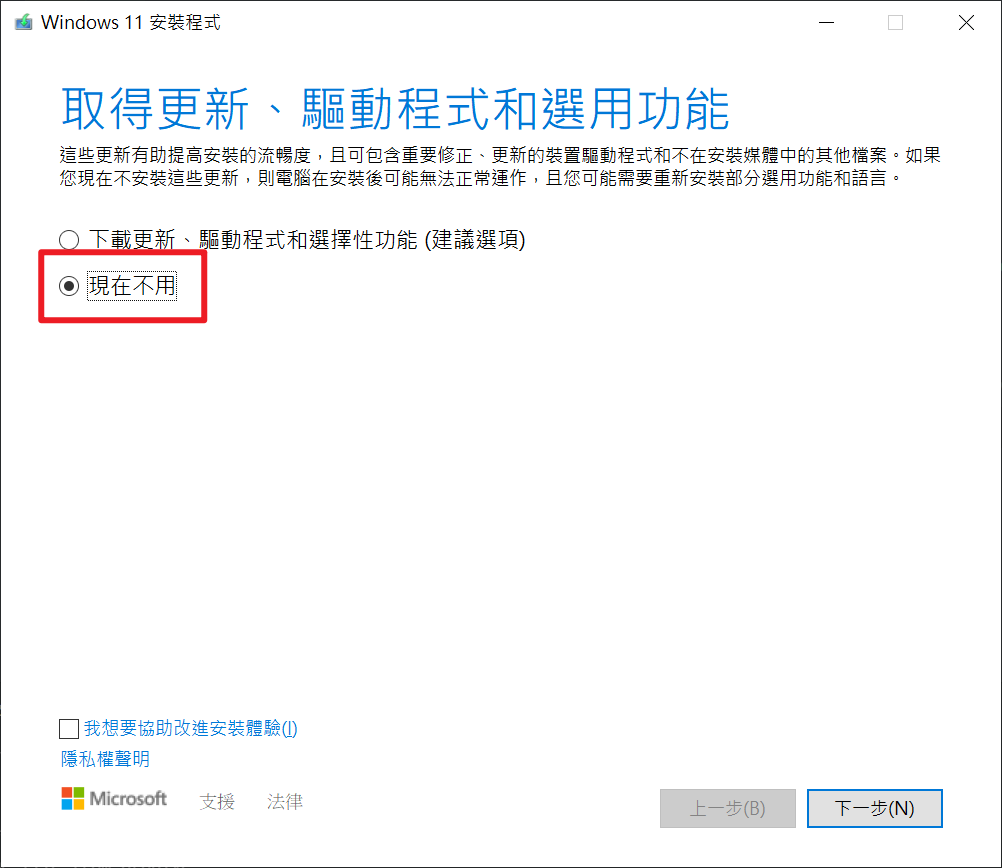 Windows 11 安裝程式
取得更新、驅動程式和選用功能
這些更新有助提高安裝的流暢度，且可包含重要修正、更新的裝置驅動程式和不在安裝媒體中的其他檔案。如果
您現在不安裝這些更新，則電腦在安裝後可能無法正常運作，且您可能需要重新安裝部分選用功能和語言。
下載更新、驅動程式和選擇性功能 (建議選項)
現在不用
我想要協助改進安裝體驗(I)
隱私權聲明
Microsoft 支援 法律
上一步(B) 下一步(N)